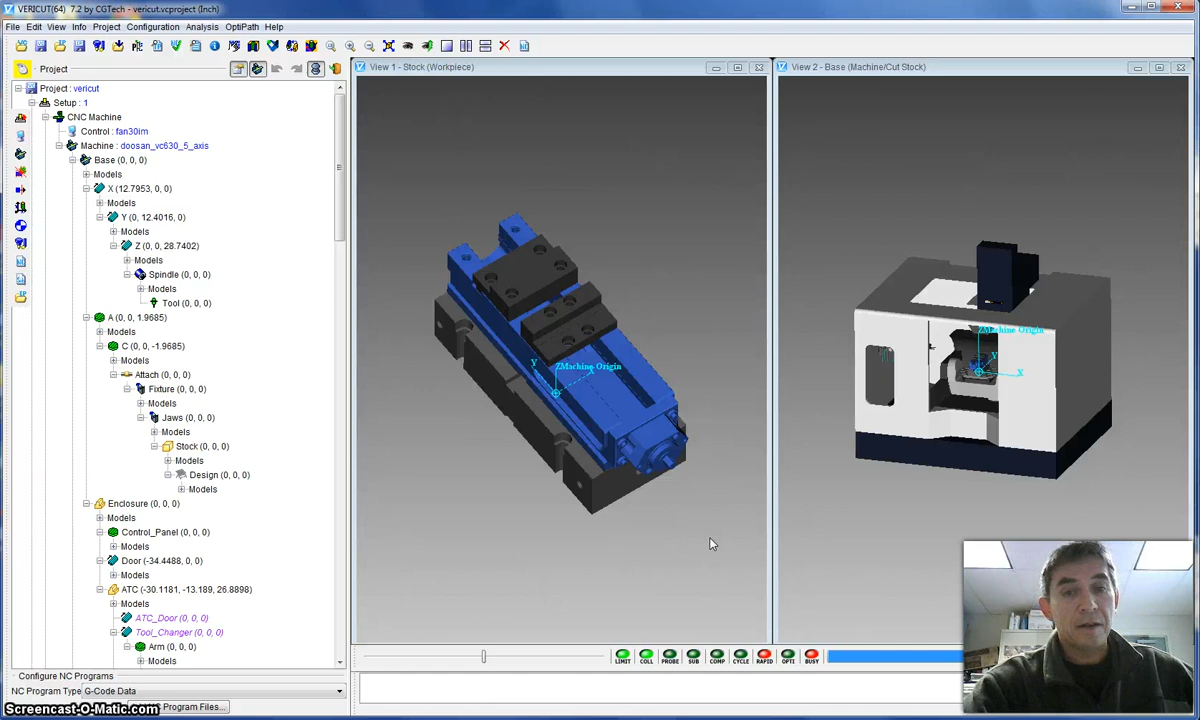 VERICUT(64)  7.2 by CGTech - vericut.vcproject (Inch)
File Edit View Info Project Configuration Analysis OptiPath Help
Project
Project : vericut
Setup : 1
CNC Machine
Control : fan30im
Machine : doosan_vc630_5_axis
Base (0, 0, 0)
Models
X (12.7953, 0, 0)
Models
Y (0, 12.4016, 0)
Models
Z (0, 0, 28.7402)
Models
Spindle (0, 0, 0)
Models
Tool (0, 0, 0)
A (0, 0, 1.9685)
Models
C (0, 0, -1.9685)
Models
Attach (0, 0, 0)
Fixture (0, 0, 0)
Models
Jaws (0, 0, 0)
Models
Stock (0, 0, 0)
Models
Design (0, 0, 0)
Models
Enclosure (0, 0, 0)
Models
Control_Panel (0, 0, 0)
Models
Door (-34.4488, 0, 0)
Models
ATC (-30.1181, -13.189, 26.8898)
Models
ATC_Door (0, 0, 0)
Tool_Changer (0, 0, 0)
Arm (0, 0, 0)
Models
Configure NC Programs
NC Program Type G-Code Data
NC Program Files...
View 1 - Stock (Workpiece)
Y
ZMachine Origin
X
View 2 - Base (Machine/Cut Stock)
ZMachine Origin
Y
X
LIMIT COLL PROBE SUB COMP CYCLE RAPID OPTI BUSY
Screencast-O-Matic.com